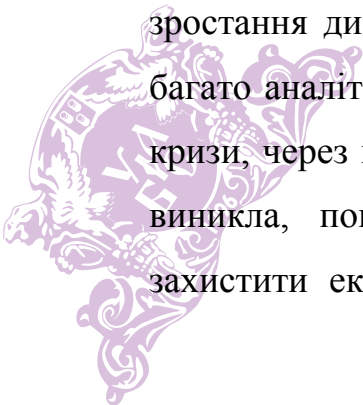 зростання ди
багато аналіт
кризи, через
виникла, по
захистити ек